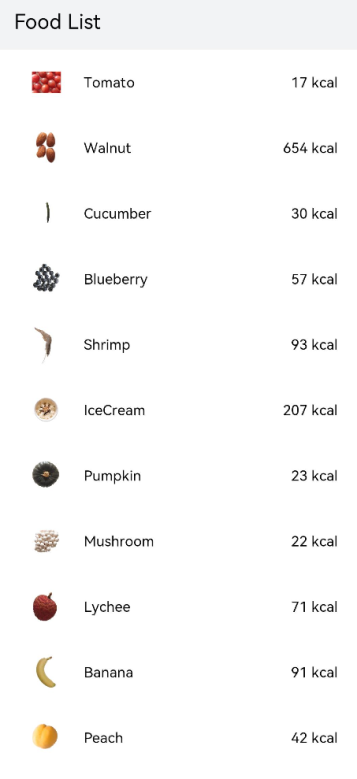 Food List
Tomato 17 kcal
Walnut 654 kcal
Cucumber 30 kcal
Blueberry 57 kcal
Shrimp 93 kcal
IceCream 207 kcal
Pumpkin 23 kcal
Mushroom 22 kcal
Lychee 71 kcal
Banana 91 kcal
Peach 42 kcal